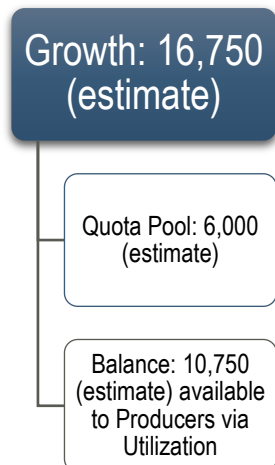 Growth: 16,750
(estimate)
Quota Pool: 6,000
(estimate)
Balance: 10,750
(estimate) available
to Producers via
Utilization